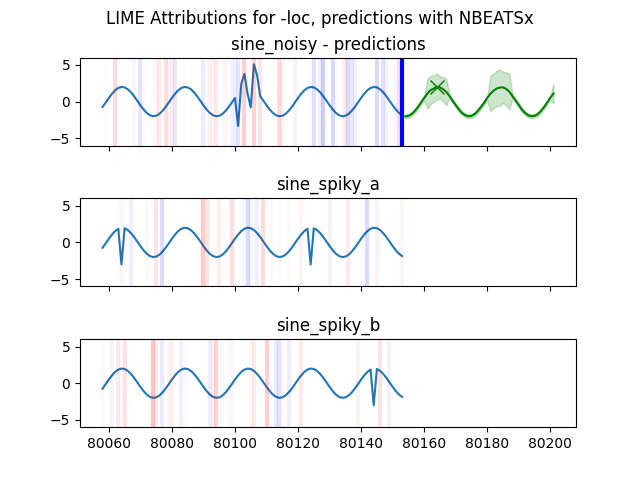 LIME Attributions for -loc, predictions with NBEATSx
sine_noisy - predictions
5
0
−5
sine_spiky_a
5
0
−5
sine_spiky_b
5
0
−5
80060 80080 80100 80120 80140 80160 80180 80200